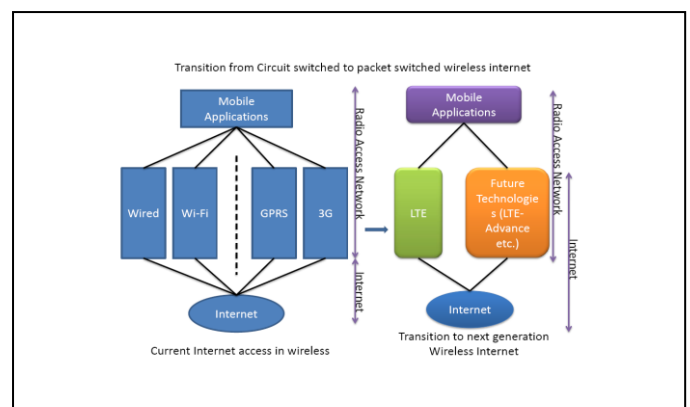 Transition from Circuit switched to packet switched wireless internet
Mobile
Applications
Wired
Wi-Fi
GPRS
3G
Radio Access Network
Internet
Internet
Current Internet access in wireless
Mobile
Applications
LTE
Future
Technologie
s (LTE-
Advance
etc.)
Radio Access Network
Internet
Internet
Transition to next generation
Wireless Internet